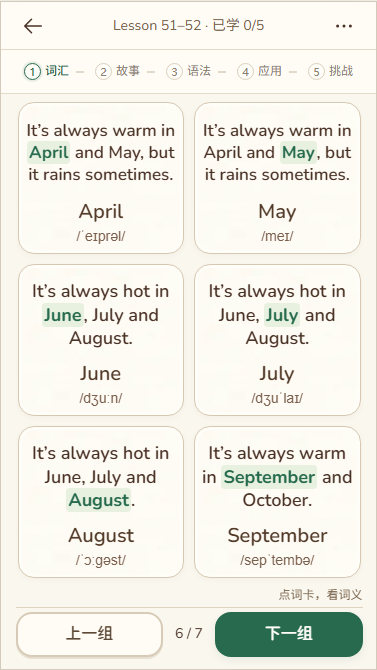 Lesson 51–52 · 已学 0/5
1 词汇 – 2 故事 – 3 语法 – 4 应用 – 5 挑战
It's always warm in
April and May, but
it rains sometimes.
April
/ˈeɪprəl/
It's always warm in
April and May, but
it rains sometimes.
May
/meɪ/
It's always hot in
June, July and
August.
June
/dʒuːn/
It's always hot in
June, July and
August.
July
/dʒuˈlaɪ/
It's always hot in
June, July and
August.
August
/ˈɔːgəst/
It's always warm
in September and
October.
September
/sepˈtembə/
点词卡，看词义
上一组 6 / 7 下一组